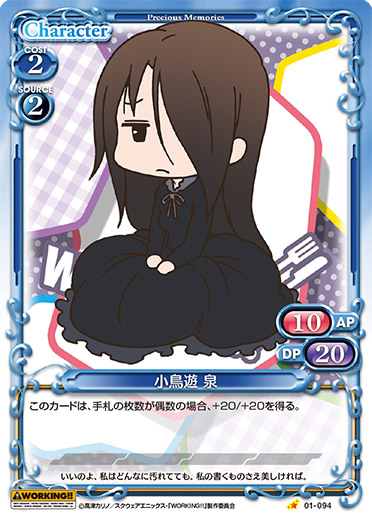 Precious Memories
Character
COST
2
SOURCE
2
W
10 AP
DP 20
小鳥遊 泉
このカードは、手札の枚数が偶数の場合、+20/+20を得る。
いいのよ、私はどんなに汚れてても。私の書くものさえ美しければ。
WORKING!!
©高津カリノ/スクウェアエニックス・「WORKING!!」製作委員会
01-094